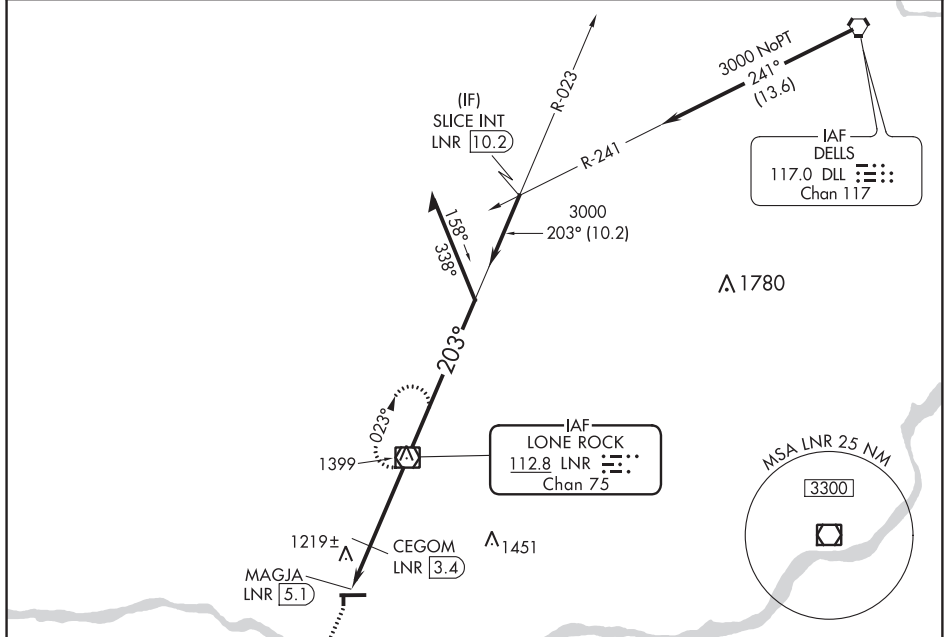 3000 NoPT
241°
(13.6)
R-023
(IF)
SLICE INT
LNR 10.2
R-241
IAF
DELLS
117.0 DLL
Chan 117
158°
338°
3000
203° (10.2)
1780
203°
023°
1399
IAF
LONE ROCK
112.8 LNR
Chan 75
MSA LNR 25 NM
3300
1219±
CEGOM
LNR 3.4
1451
MAGJA
LNR 5.1